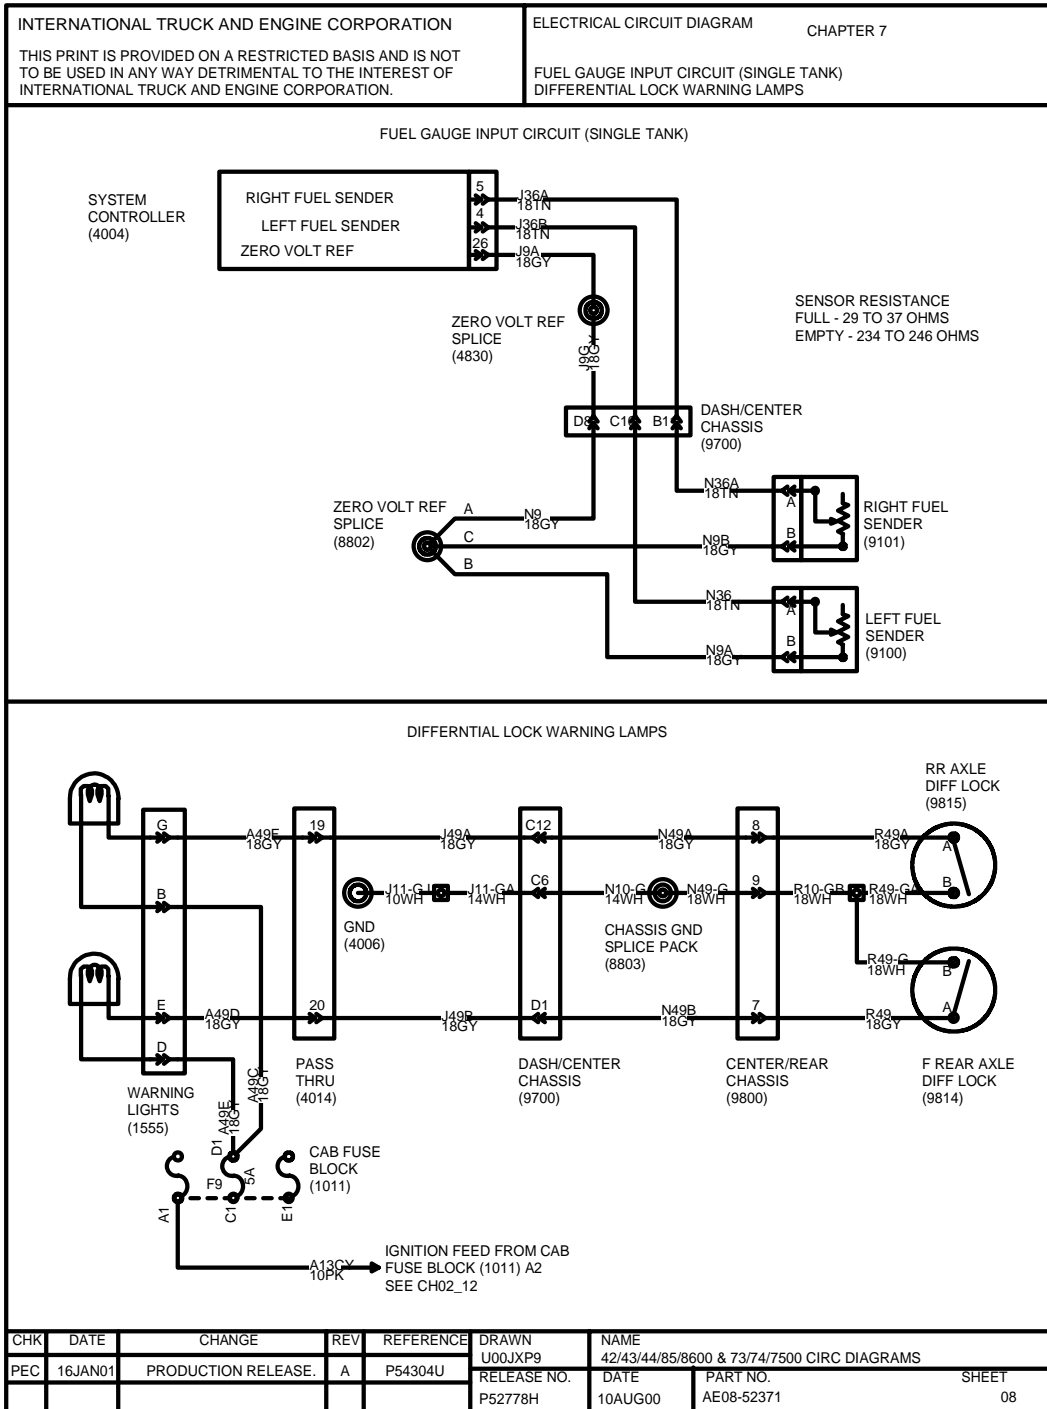 INTERNATIONAL TRUCK AND ENGINE CORPORATION
THIS PRINT IS PROVIDED ON A RESTRICTED BASIS AND IS NOT
TO BE USED IN ANY WAY DETRIMENTAL TO THE INTEREST OF
INTERNATIONAL TRUCK AND ENGINE CORPORATION.
ELECTRICAL CIRCUIT DIAGRAM
CHAPTER 7
FUEL GAUGE INPUT CIRCUIT (SINGLE TANK)
DIFFERENTIAL LOCK WARNING LAMPS
FUEL GAUGE INPUT CIRCUIT (SINGLE TANK)
SYSTEM
CONTROLLER
(4004)
RIGHT FUEL SENDER
LEFT FUEL SENDER
ZERO VOLT REF
5
4
26
J36A
18TN
J36B
18TN
J9A
18GY
ZERO VOLT REF
SPLICE
(4830)
J9G
18GY
SENSOR RESISTANCE
FULL - 29 TO 37 OHMS
EMPTY - 234 TO 246 OHMS
D8
B1
DASH/CENTER
CHASSIS
(9700)
ZERO VOLT REF
SPLICE
(8802)
A
C
B
N9
18GY
N36A
18TN
N9B
18GY
A
B
RIGHT FUEL
SENDER
(9101)
N36
18TN
N9A
18GY
A
B
LEFT FUEL
SENDER
(9100)
DIFFERNTIAL LOCK WARNING LAMPS
RR AXLE
DIFF LOCK
(9815)
G
A49F
18GY
19
J49A
18GY
C12
N49A
18GY
8
R49A
18GY
A
B
B
J11-GJ
10WH
J11-GA
14WH
C6
N10-G
14WH
N49-G
18WH
9
R10-GB
18WH
R49-GA
18WH
GND
(4006)
CHASSIS GND
SPLICE PACK
(8803)
R49-G
18WH
B
A
E
A49D
18GY
20
J49B
18GY
D1
N49B
18GY
7
R49
18GY
D
WARNING
LIGHTS
(1555)
PASS
THRU
(4014)
DASH/CENTER
CHASSIS
(9700)
CENTER/REAR
CHASSIS
(9800)
F REAR AXLE
DIFF LOCK
(9814)
A49E
18GY
A49C
18GY
D1
F9
5A
A1
C1
E1
CAB FUSE
BLOCK
(1011)
A13CY
10PK
IGNITION FEED FROM CAB
FUSE BLOCK (1011) A2
SEE CH02_12
CHK DATE CHANGE REV REFERENCE
PEC 16JAN01 PRODUCTION RELEASE. A P54304U
DRAWN
U00JXP9
NAME
42/43/44/85/8600 & 73/74/7500 CIRC DIAGRAMS
RELEASE NO.
P52778H
DATE
10AUG00
PART NO.
AE08-52371
SHEET
08